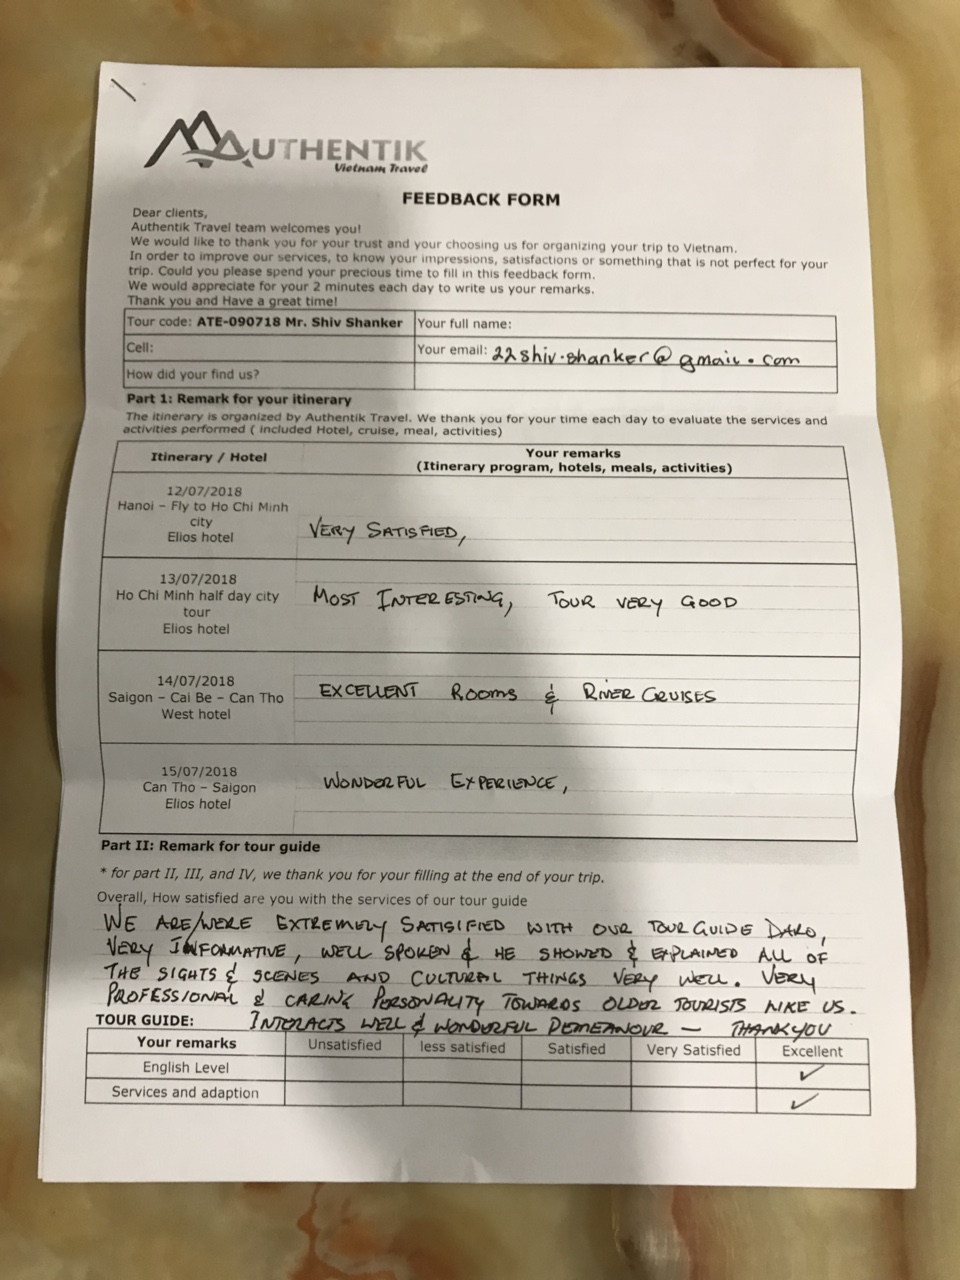 AUTHENTIK
Vietnam Travel
FEEDBACK FORM
Dear clients,
Authentik Travel team welcomes you!
We would like to thank you for your trust and your choosing us for organizing your trip to Vietnam.
In order to improve our services, to know your impressions, satisfactions or something that is not perfect for your
trip. Could you please spend your precious time to fill in this feedback form.
We would appreciate for your 2 minutes each day to write us your remarks.
Thank you and Have a great time!
Tour code: ATE-090718 Mr. Shiv Shanker Your full name:
Cell: Your email: 22shiv.shanker@gmail.com
How did your find us?
Part 1: Remark for your itinerary
The itinerary is organized by Authentik Travel. We thank you for your time each day to evaluate the services and
activities performed ( included Hotel, cruise, meal, activities)
Itinerary / Hotel
Your remarks
(Itinerary program, hotels, meals, activities)
12/07/2018
Hanoi – Fly to Ho Chi Minh
city
Elios hotel
VERY SATISFIED,
13/07/2018
Ho Chi Minh half day city
tour
Elios hotel
MOST INTERESTING, TOUR VERY GOOD
14/07/2018
Saigon – Cai Be – Can Tho
West hotel
EXCELLENT ROOMS & RIVER CRUISES
15/07/2018
Can Tho – Saigon
Elios hotel
WONDERFUL EXPERIENCE,
Part II: Remark for tour guide
* for part II, III, and IV, we thank you for your filling at the end of your trip.
Overall, How satisfied are you with the services of our tour guide
WE ARE/WERE EXTREMELY SATISIFIED WITH OUR TOUR GUIDE DAKO,
VERY INFORMATIVE, WELL SPOKEN & HE SHOWED & EXPLAINED ALL OF
THE SIGHTS & SCENES AND CULTURAL THINGS VERY WELL. VERY
PROFESSIONAL & CARING PERSONALITY TOWARDS OLDER TOURISTS LIKE US.
INTERACTS WELL & WONDERFUL DEMEANOUR — THANKYOU
TOUR GUIDE:
Your remarks Unsatisfied less satisfied Satisfied Very Satisfied Excellent
English Level ✓
Services and adaption ✓